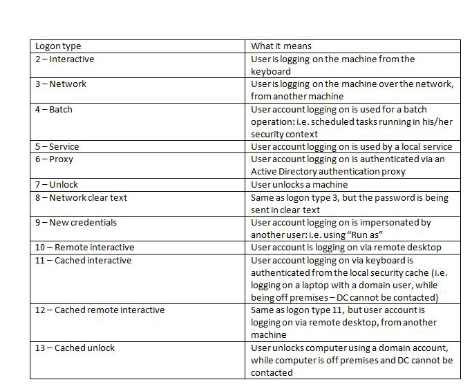 Logon type What it means
2 – Interactive User is logging on the machine from the
keyboard
3 – Network User is logging on the machine over the network,
from another machine
4 – Batch User account logging on is used for a batch
operation: i.e. scheduled tasks running in his/her
security context
5 – Service User account logging on is used by a local service
6 – Proxy User account logging on is authenticated via an
Active Directory authentication proxy
7 – Unlock User unlocks a machine
8 – Network clear text Same as logon type 3, but the password is being
sent in clear text
9 – New credentials User account logging on is impersonated by
another user: i.e. using "Run as"
10 – Remote interactive User account is logging on via remote desktop
11 – Cached interactive User account logging on via keyboard is
authenticated from the local security cache (i.e.
logging on a laptop with a domain user, while
being off premises – DC cannot be contacted)
12 – Cached remote interactive Same as logon type 11, but user account is
logging on via remote desktop, from another
machine
13 – Cached unlock User unlocks computer using a domain account,
while computer is off premises and DC cannot be
contacted